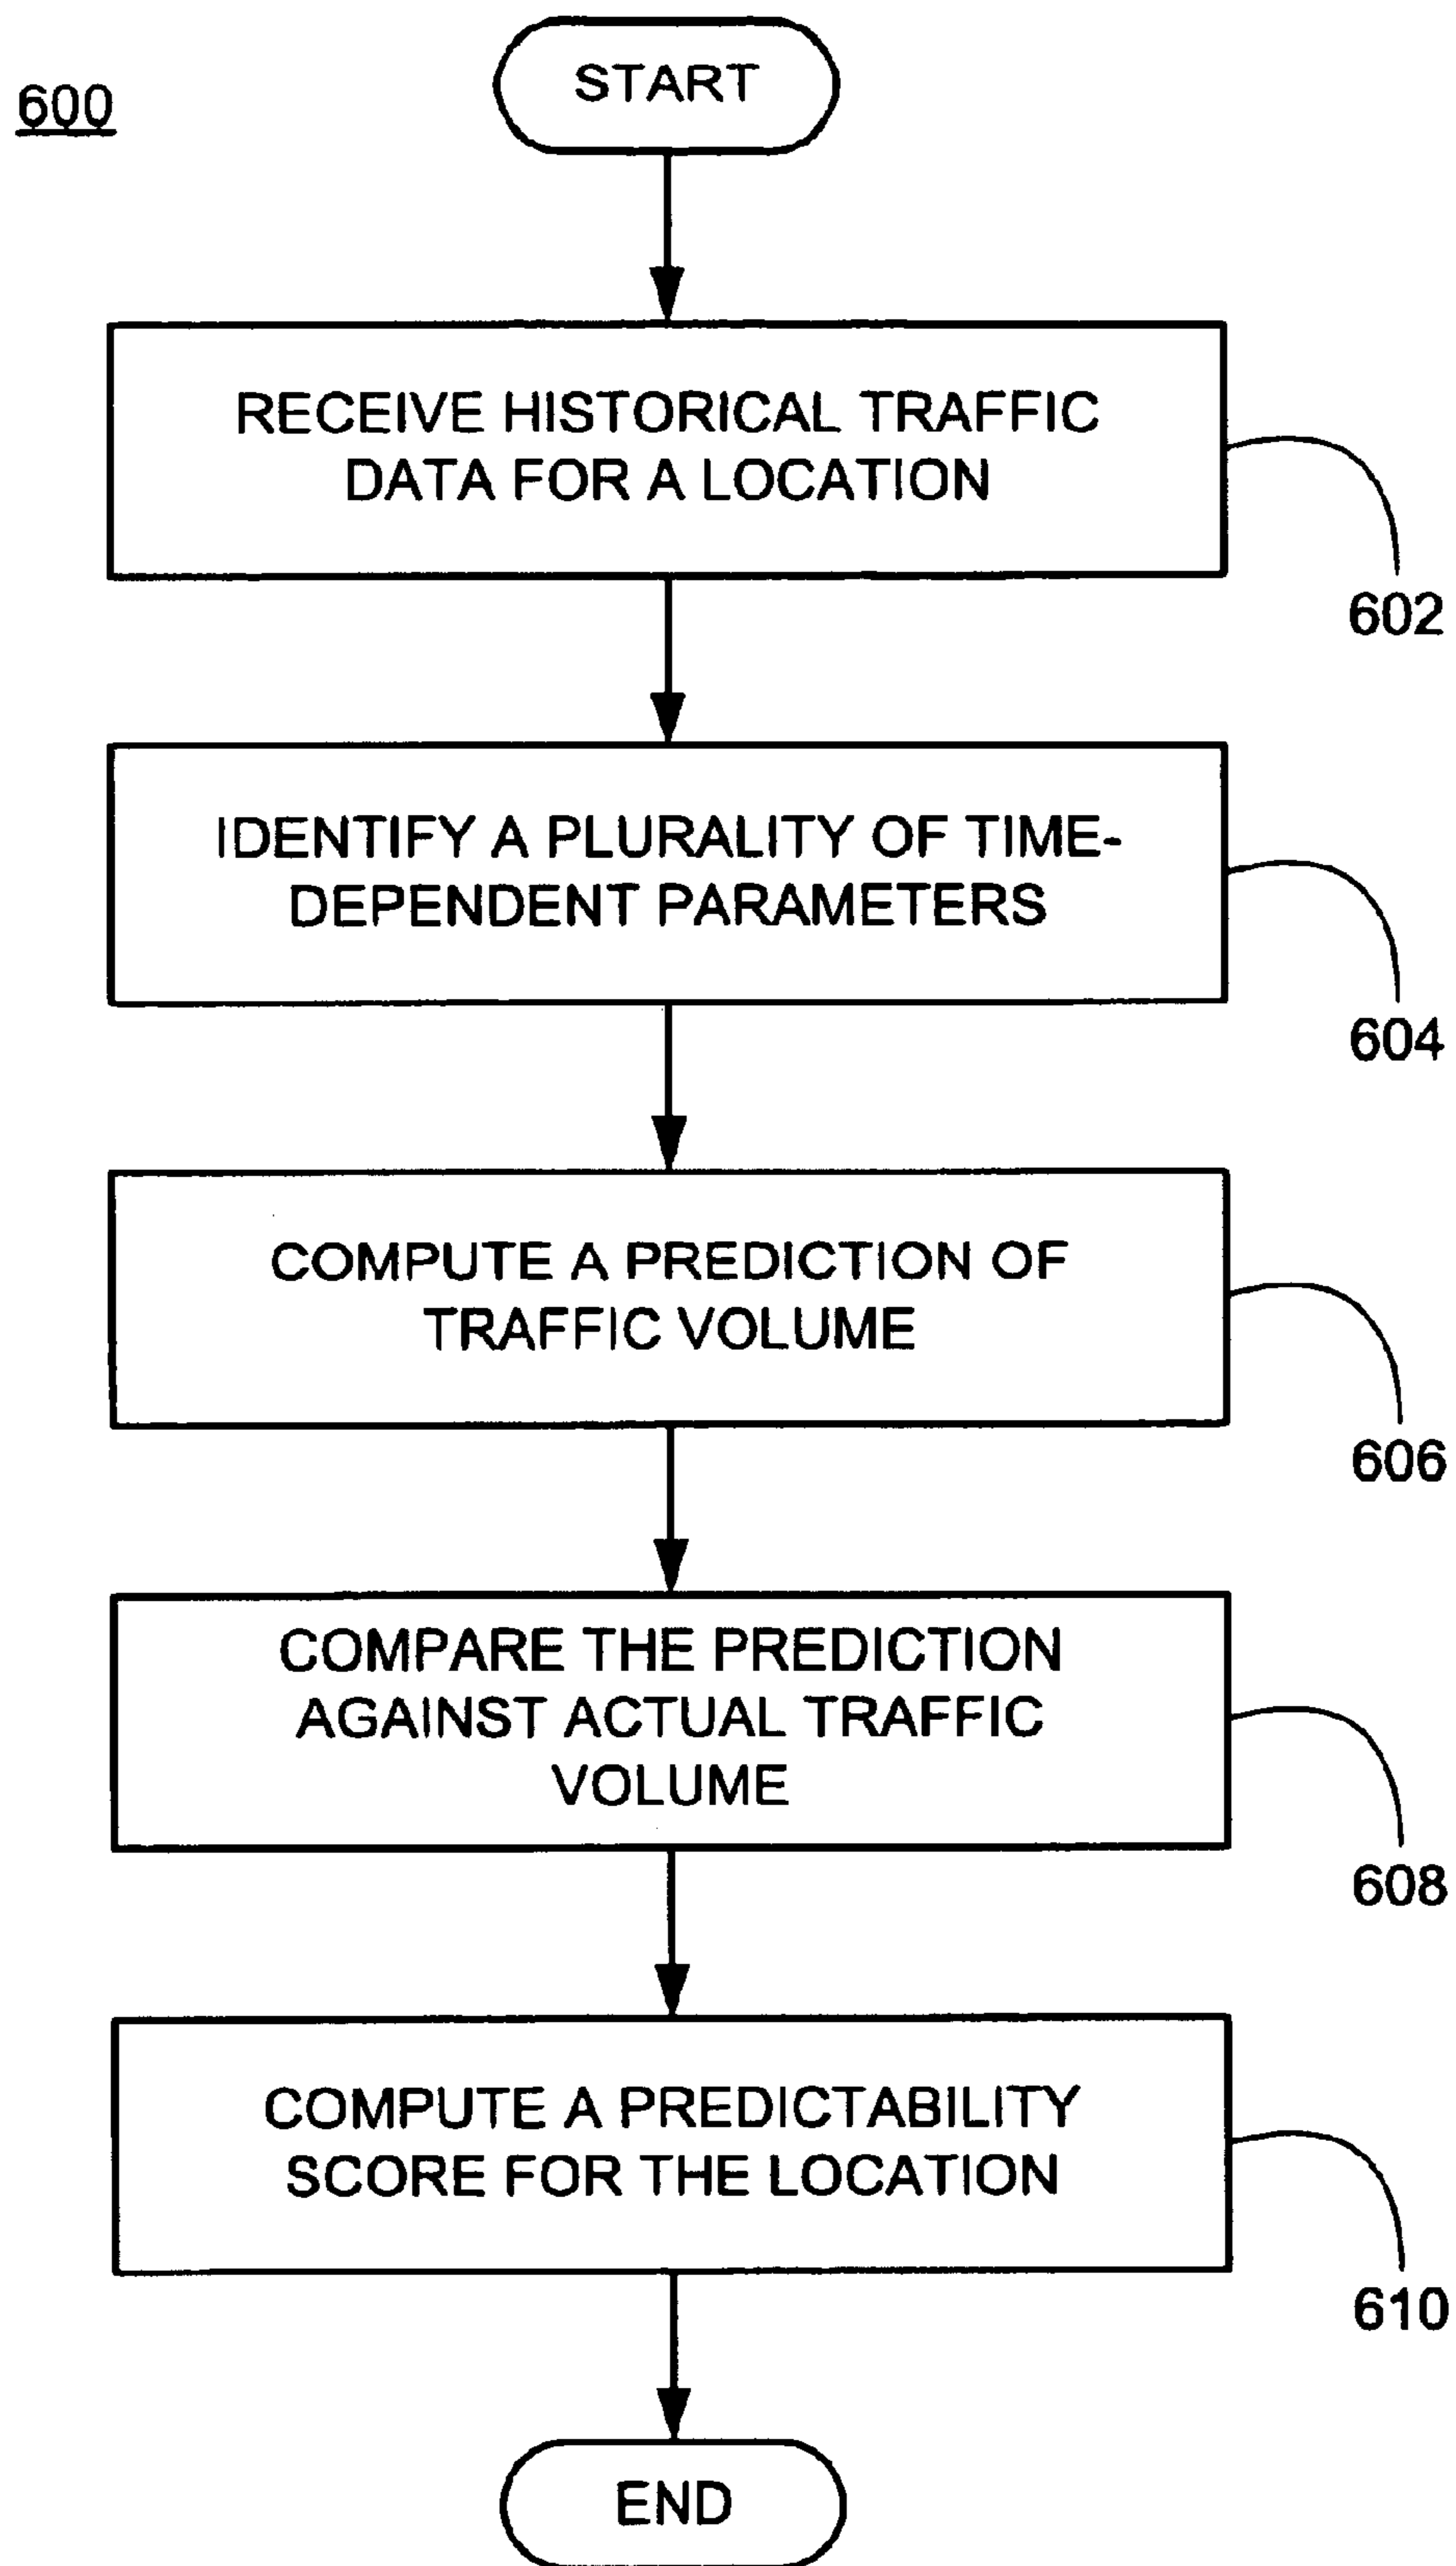 600
START
RECEIVE HISTORICAL TRAFFIC
DATA FOR A LOCATION
602
IDENTIFY A PLURALITY OF TIME-
DEPENDENT PARAMETERS
604
COMPUTE A PREDICTION OF
TRAFFIC VOLUME
606
COMPARE THE PREDICTION
AGAINST ACTUAL TRAFFIC
VOLUME
608
COMPUTE A PREDICTABILITY
SCORE FOR THE LOCATION
610
END